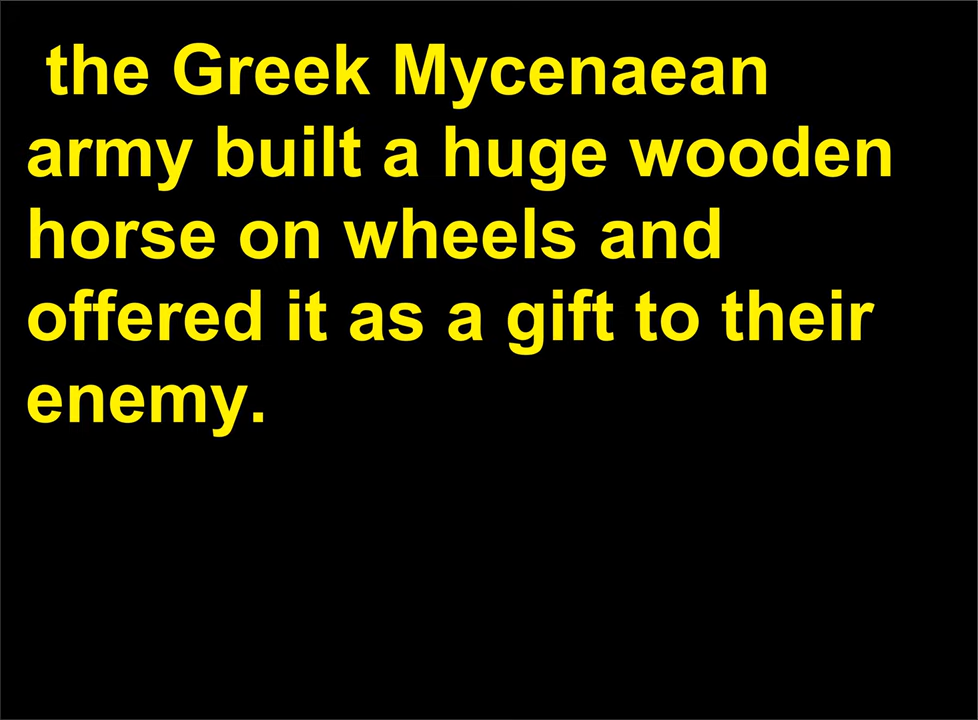 the Greek Mycenaean
army built a huge wooden
horse on wheels and
offered it as a gift to their
enemy.